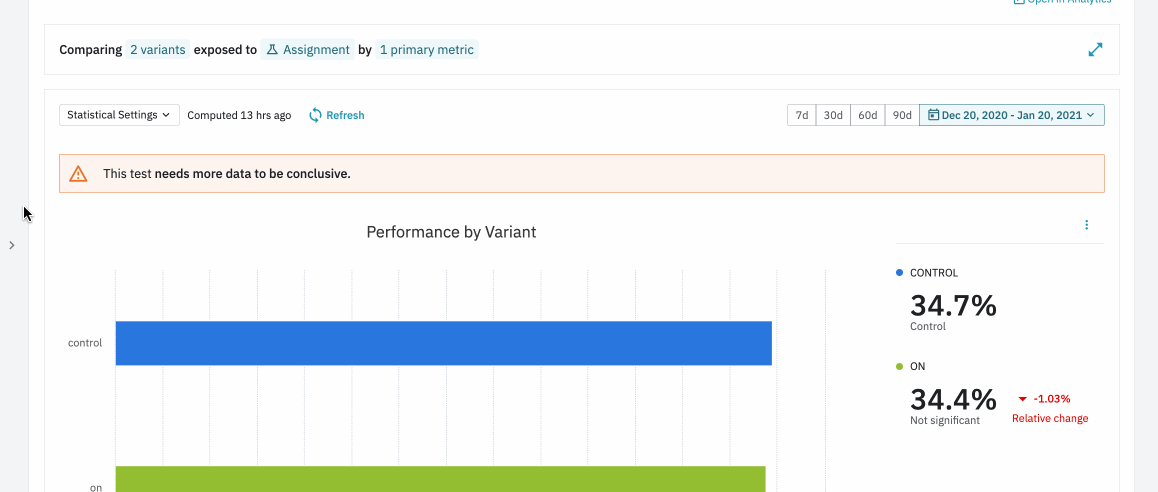 Open in Analytics
Comparing 2 variants exposed to Assignment by 1 primary metric
Statistical Settings Computed 13 hrs ago Refresh 7d 30d 60d 90d Dec 20, 2020 - Jan 20, 2021
This test needs more data to be conclusive.
Performance by Variant
control
on
CONTROL
34.7%
Control
ON
34.4% -1.03%
Not significant Relative change